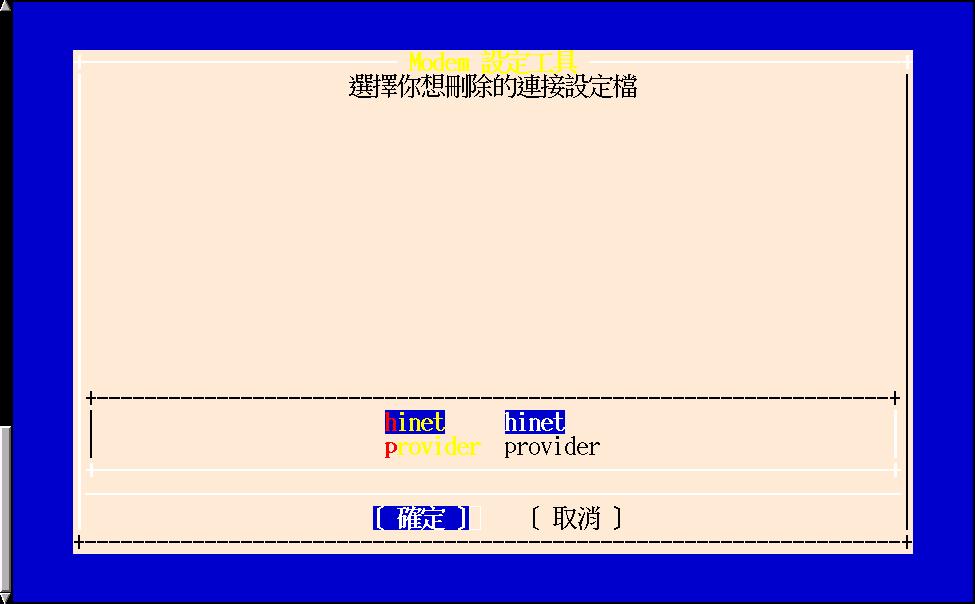 Modem 設定工具
選擇你想刪除的連接設定檔
hinet hinet
provider provider
[ 確定 ] [ 取消 ]